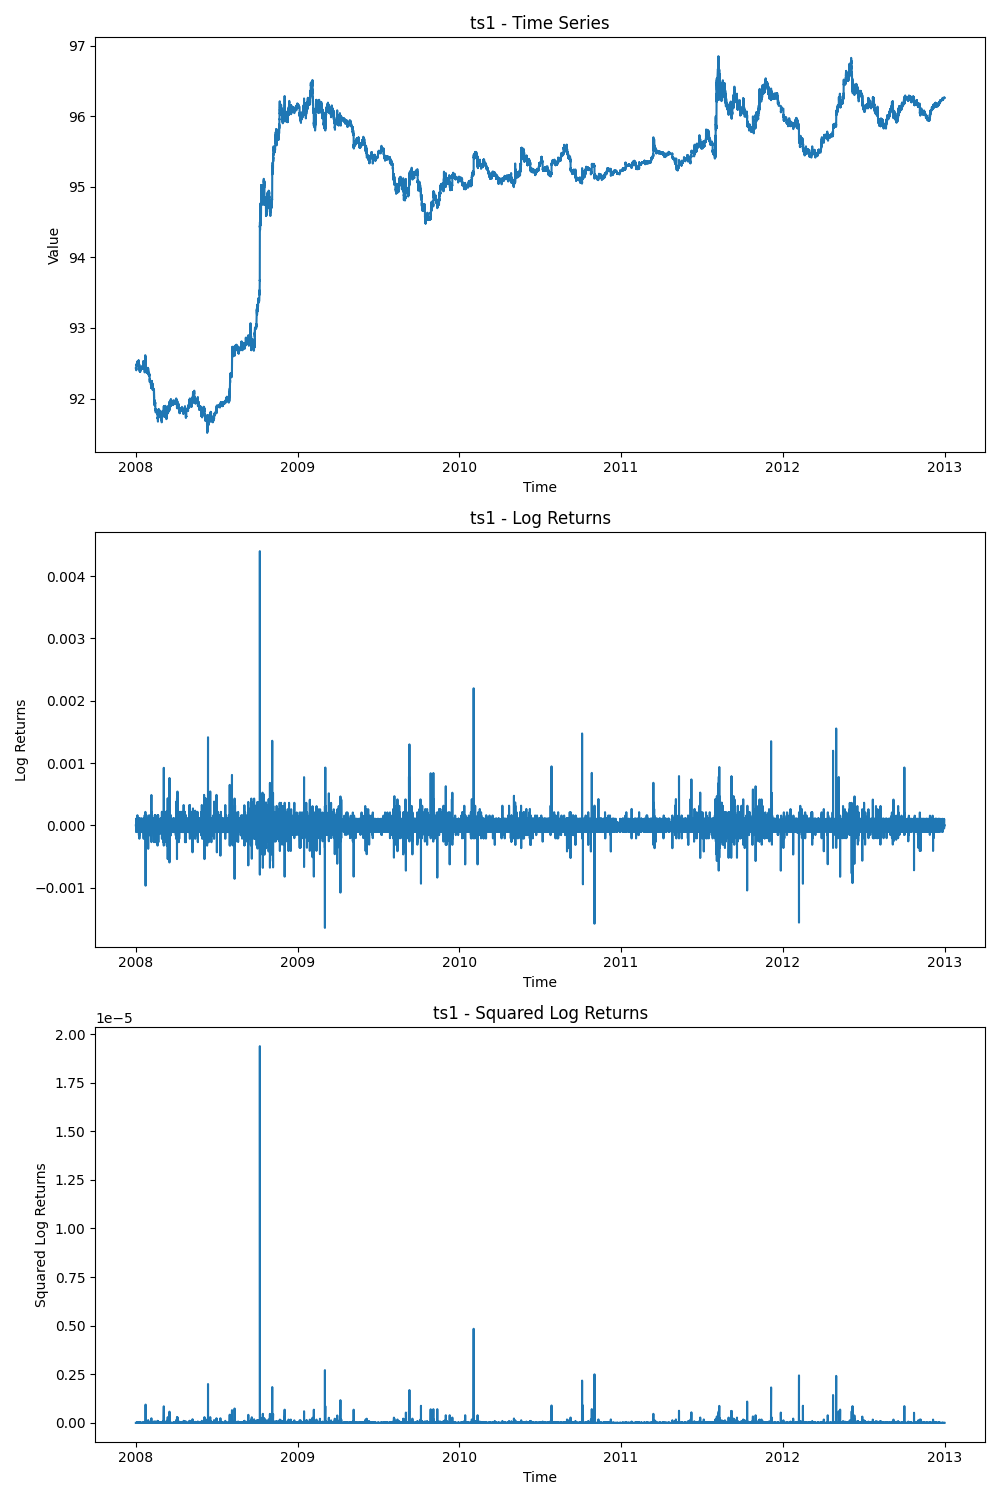 ts1 - Time Series
97
96
95
94
93
92
Value
2008 2009 2010 2011 2012 2013
Time
ts1 - Log Returns
0.004
0.003
0.002
0.001
0.000
−0.001
Log Returns
2008 2009 2010 2011 2012 2013
Time
ts1 - Squared Log Returns
1e−5
2.00
1.75
1.50
1.25
1.00
0.75
0.50
0.25
0.00
Squared Log Returns
2008 2009 2010 2011 2012 2013
Time